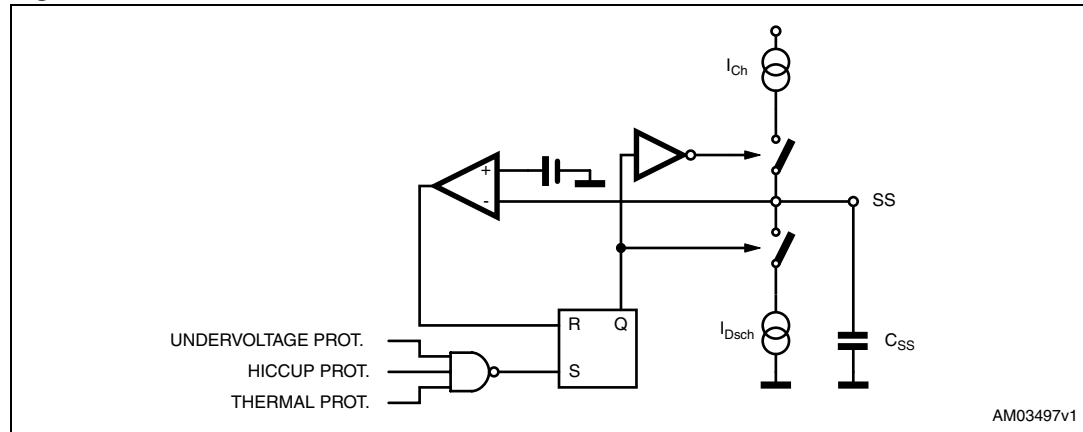 I_Ch
+
-
SS
R Q
UNDERVOLTAGE PROT.
I_Dsch
C_SS
HICCUP PROT.
S
THERMAL PROT.
AM03497v1